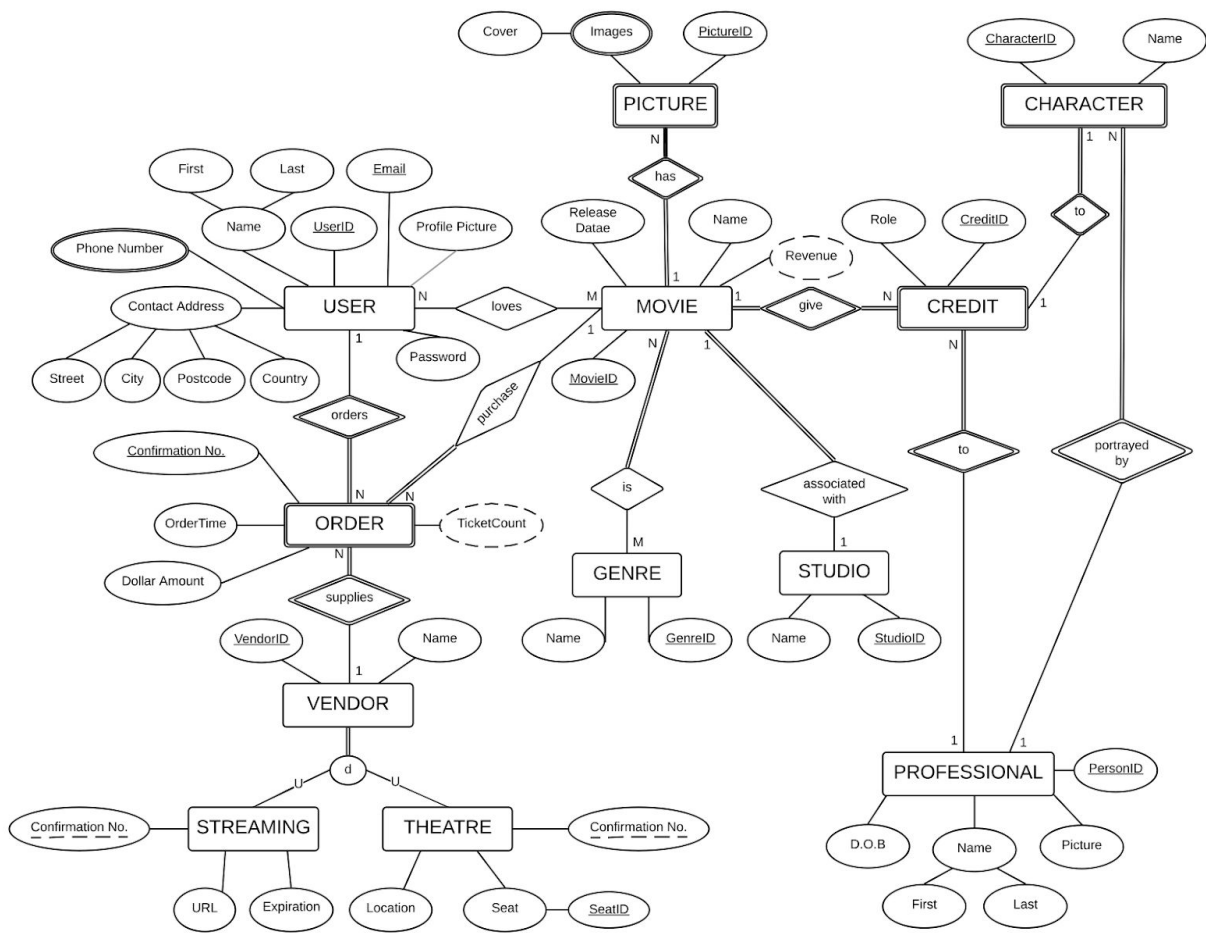 Cover
Images
PictureID
CharacterID
Name
PICTURE
CHARACTER
N
1
N
has
First
Last
Email
to
Name
UserID
Profile Picture
Release
Datae
Name
Role
CreditID
Phone Number
Revenue
1
Contact Address
USER
N
loves
M
MOVIE
1
give
N
CREDIT
1
1
1
N
1
N
Street
City
Postcode
Country
Password
MovieID
purchase
orders
Confirmation No.
to
portrayed
by
is
associated
with
N
N
OrderTime
ORDER
TicketCount
M
1
N
Dollar Amount
GENRE
STUDIO
supplies
VendorID
Name
Name
GenreID
Name
StudioID
1
VENDOR
1
1
PROFESSIONAL
PersonID
d
U
U
Confirmation No.
STREAMING
THEATRE
Confirmation No.
D.O.B
Name
Picture
URL
Expiration
Location
Seat
SeatID
First
Last